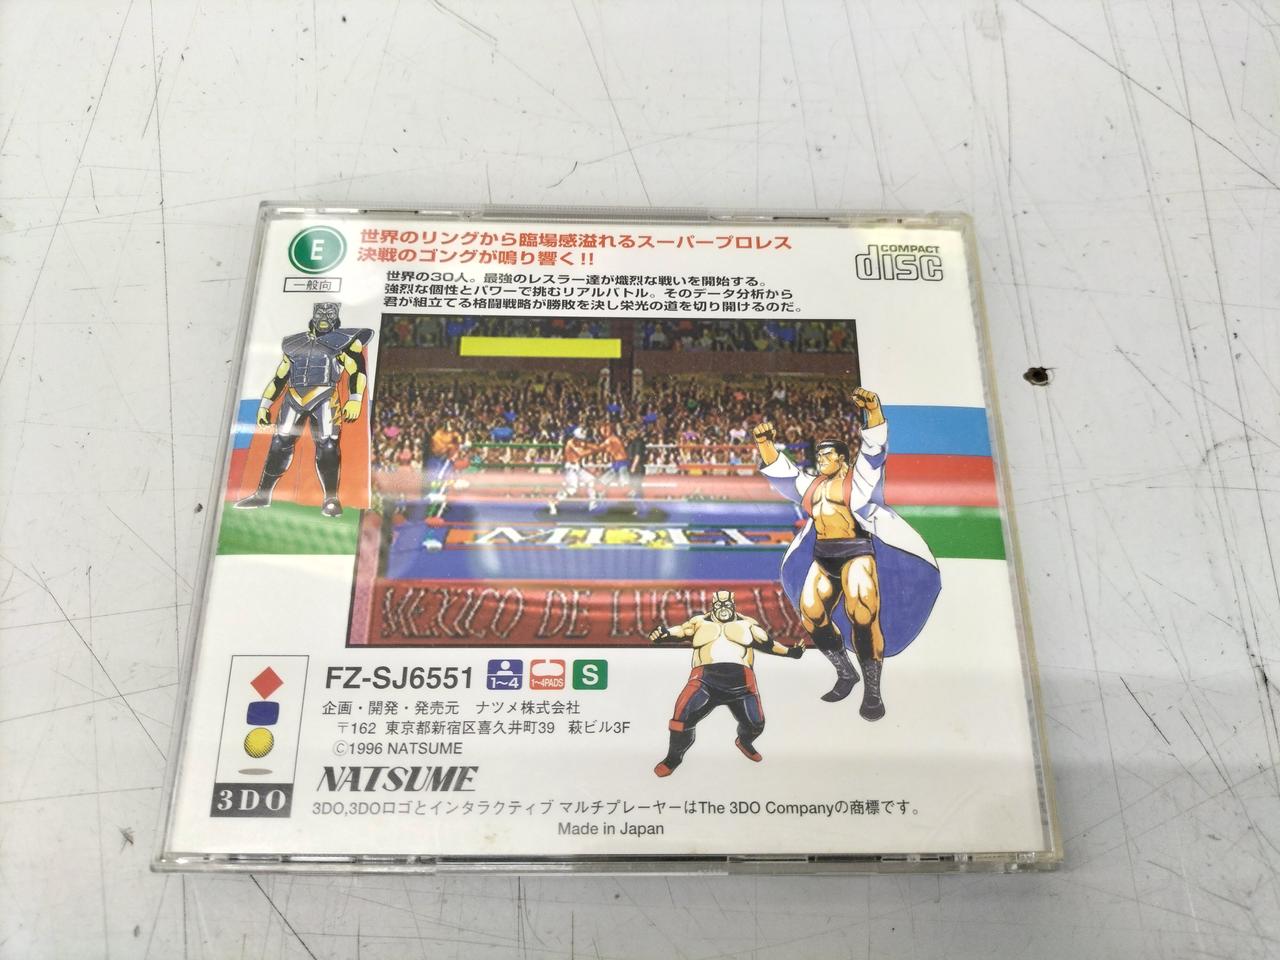 E
一般向
世界のリングから臨場感溢れるスーパープロレス
決戦のゴングが鳴り響く!!
COMPACT
disc
世界の30人。最強のレスラー達が熾烈な戦いを開始する。
強烈な個性とパワーで挑むリアルバトル。そのデータ分析から
君が組立てる格闘戦略が勝敗を決し栄光の道を切り開けるのだ。
MEXICO DE
FZ-SJ6551
1~4
1~4PADS
S
企画・開発・発売元 ナツメ株式会社
〒162 東京都新宿区喜久井町39 萩ビル3F
©1996 NATSUME
NATSUME
3DO
3DO,3DOロゴとインタラクティブ マルチプレーヤーはThe 3DO Companyの商標です。
Made in Japan